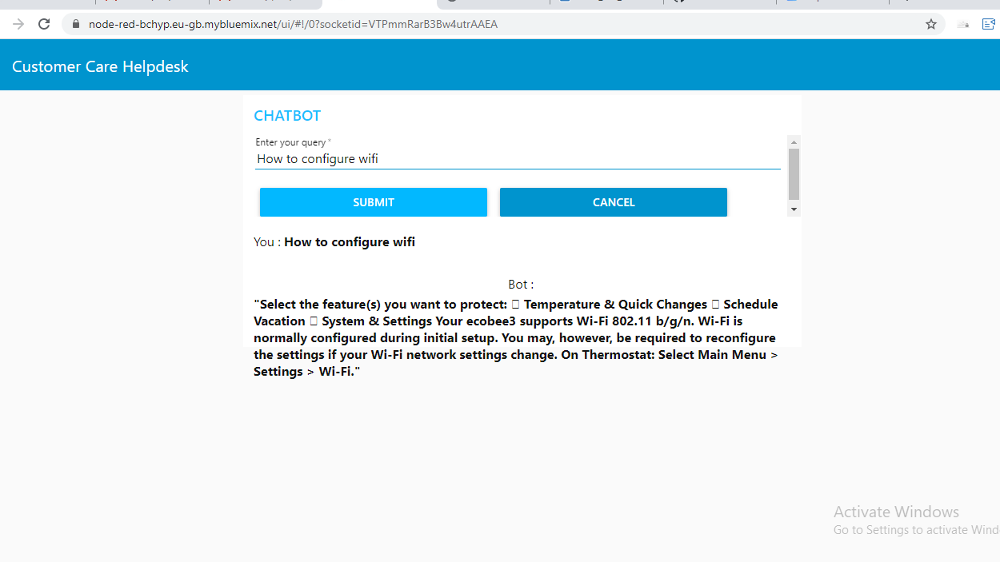 node-red-bchyp.eu-gb.mybluemix.net/ui/#!/0?socketid=VTPmmRarB3Bw4utrAAEA
Customer Care Helpdesk
CHATBOT
Enter your query *
How to configure wifi
SUBMIT CANCEL
You : How to configure wifi
Bot :
"Select the feature(s) you want to protect: Temperature & Quick Changes Schedule
Vacation System & Settings Your ecobee3 supports Wi-Fi 802.11 b/g/n. Wi-Fi is
normally configured during initial setup. You may, however, be required to reconfigure
the settings if your Wi-Fi network settings change. On Thermostat: Select Main Menu >
Settings > Wi-Fi."
Activate Windows
Go to Settings to activate Wind